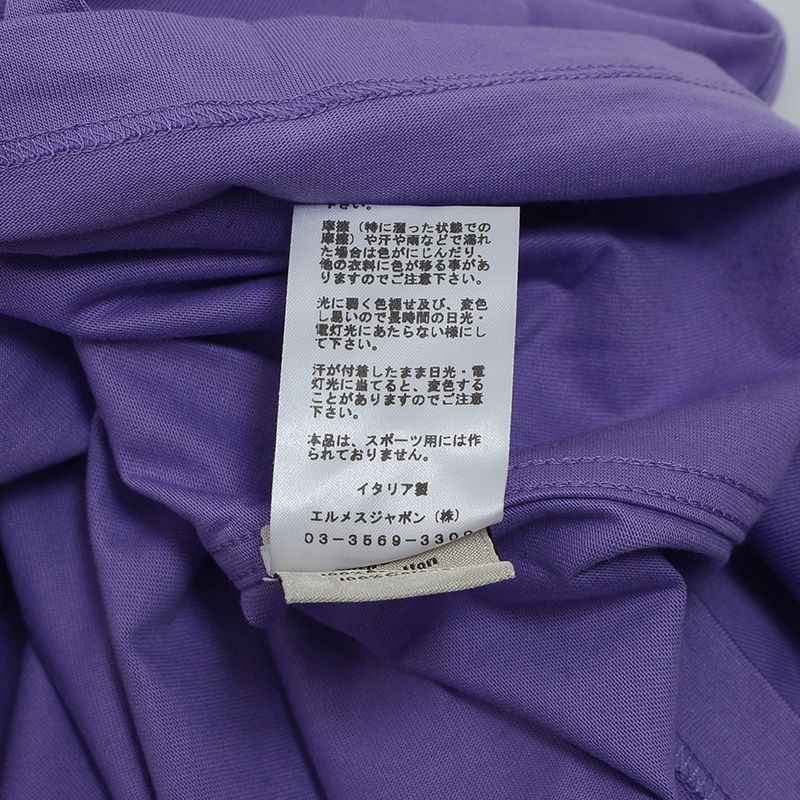 下さい。
摩擦（特に湿った状態での
摩擦）や汗や雨などで濡れ
た場合は色がにじんだり、
他の衣料に色が移る事があ
りますのでご注意下さい。
光に弱く色褪せ及び、変色
し易いので長時間の日光・
電灯光にあたらない様にし
て下さい。
汗が付着したまま日光・電
灯光に当てると、変色する
ことがありますのでご注意
下さい。
本品は、スポーツ用には作
られておりません。
イタリア製
エルメスジャポン（株）
03-3569-330